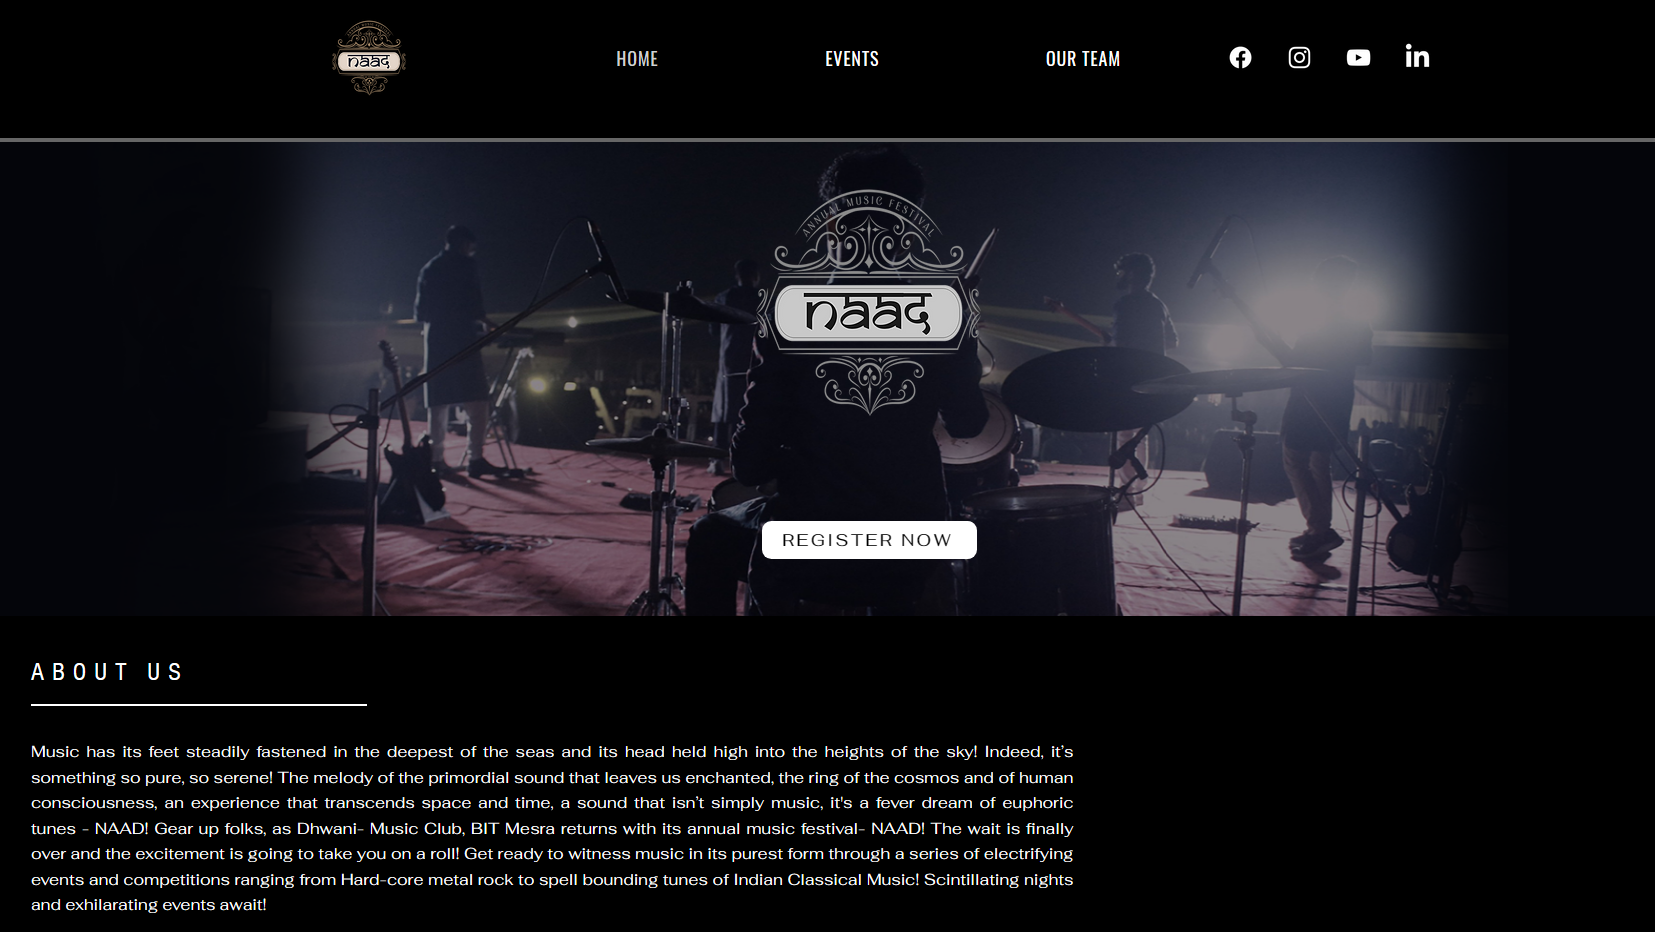 naad
HOME
EVENTS
OUR TEAM
ANNUAL MUSIC FESTIVAL
naad
REGISTER NOW
ABOUT US
Music has its feet steadily fastened in the deepest of the seas and its head held high into the heights of the sky! Indeed, it’s
something so pure, so serene! The melody of the primordial sound that leaves us enchanted, the ring of the cosmos and of human
consciousness, an experience that transcends space and time, a sound that isn’t simply music, it's a fever dream of euphoric
tunes - NAAD! Gear up folks, as Dhwani- Music Club, BIT Mesra returns with its annual music festival- NAAD! The wait is finally
over and the excitement is going to take you on a roll! Get ready to witness music in its purest form through a series of electrifying
events and competitions ranging from Hard-core metal rock to spell bounding tunes of Indian Classical Music! Scintillating nights
and exhilarating events await!